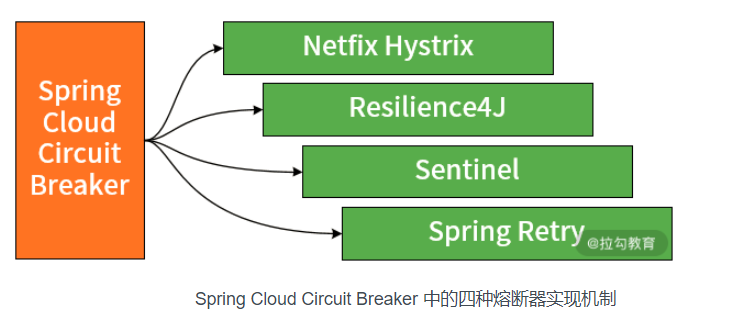 Spring
Cloud
Circuit
Breaker
Netfix Hystrix
Resilience4J
Sentinel
Spring Retry
@拉勾教育
Spring Cloud Circuit Breaker 中的四种熔断器实现机制